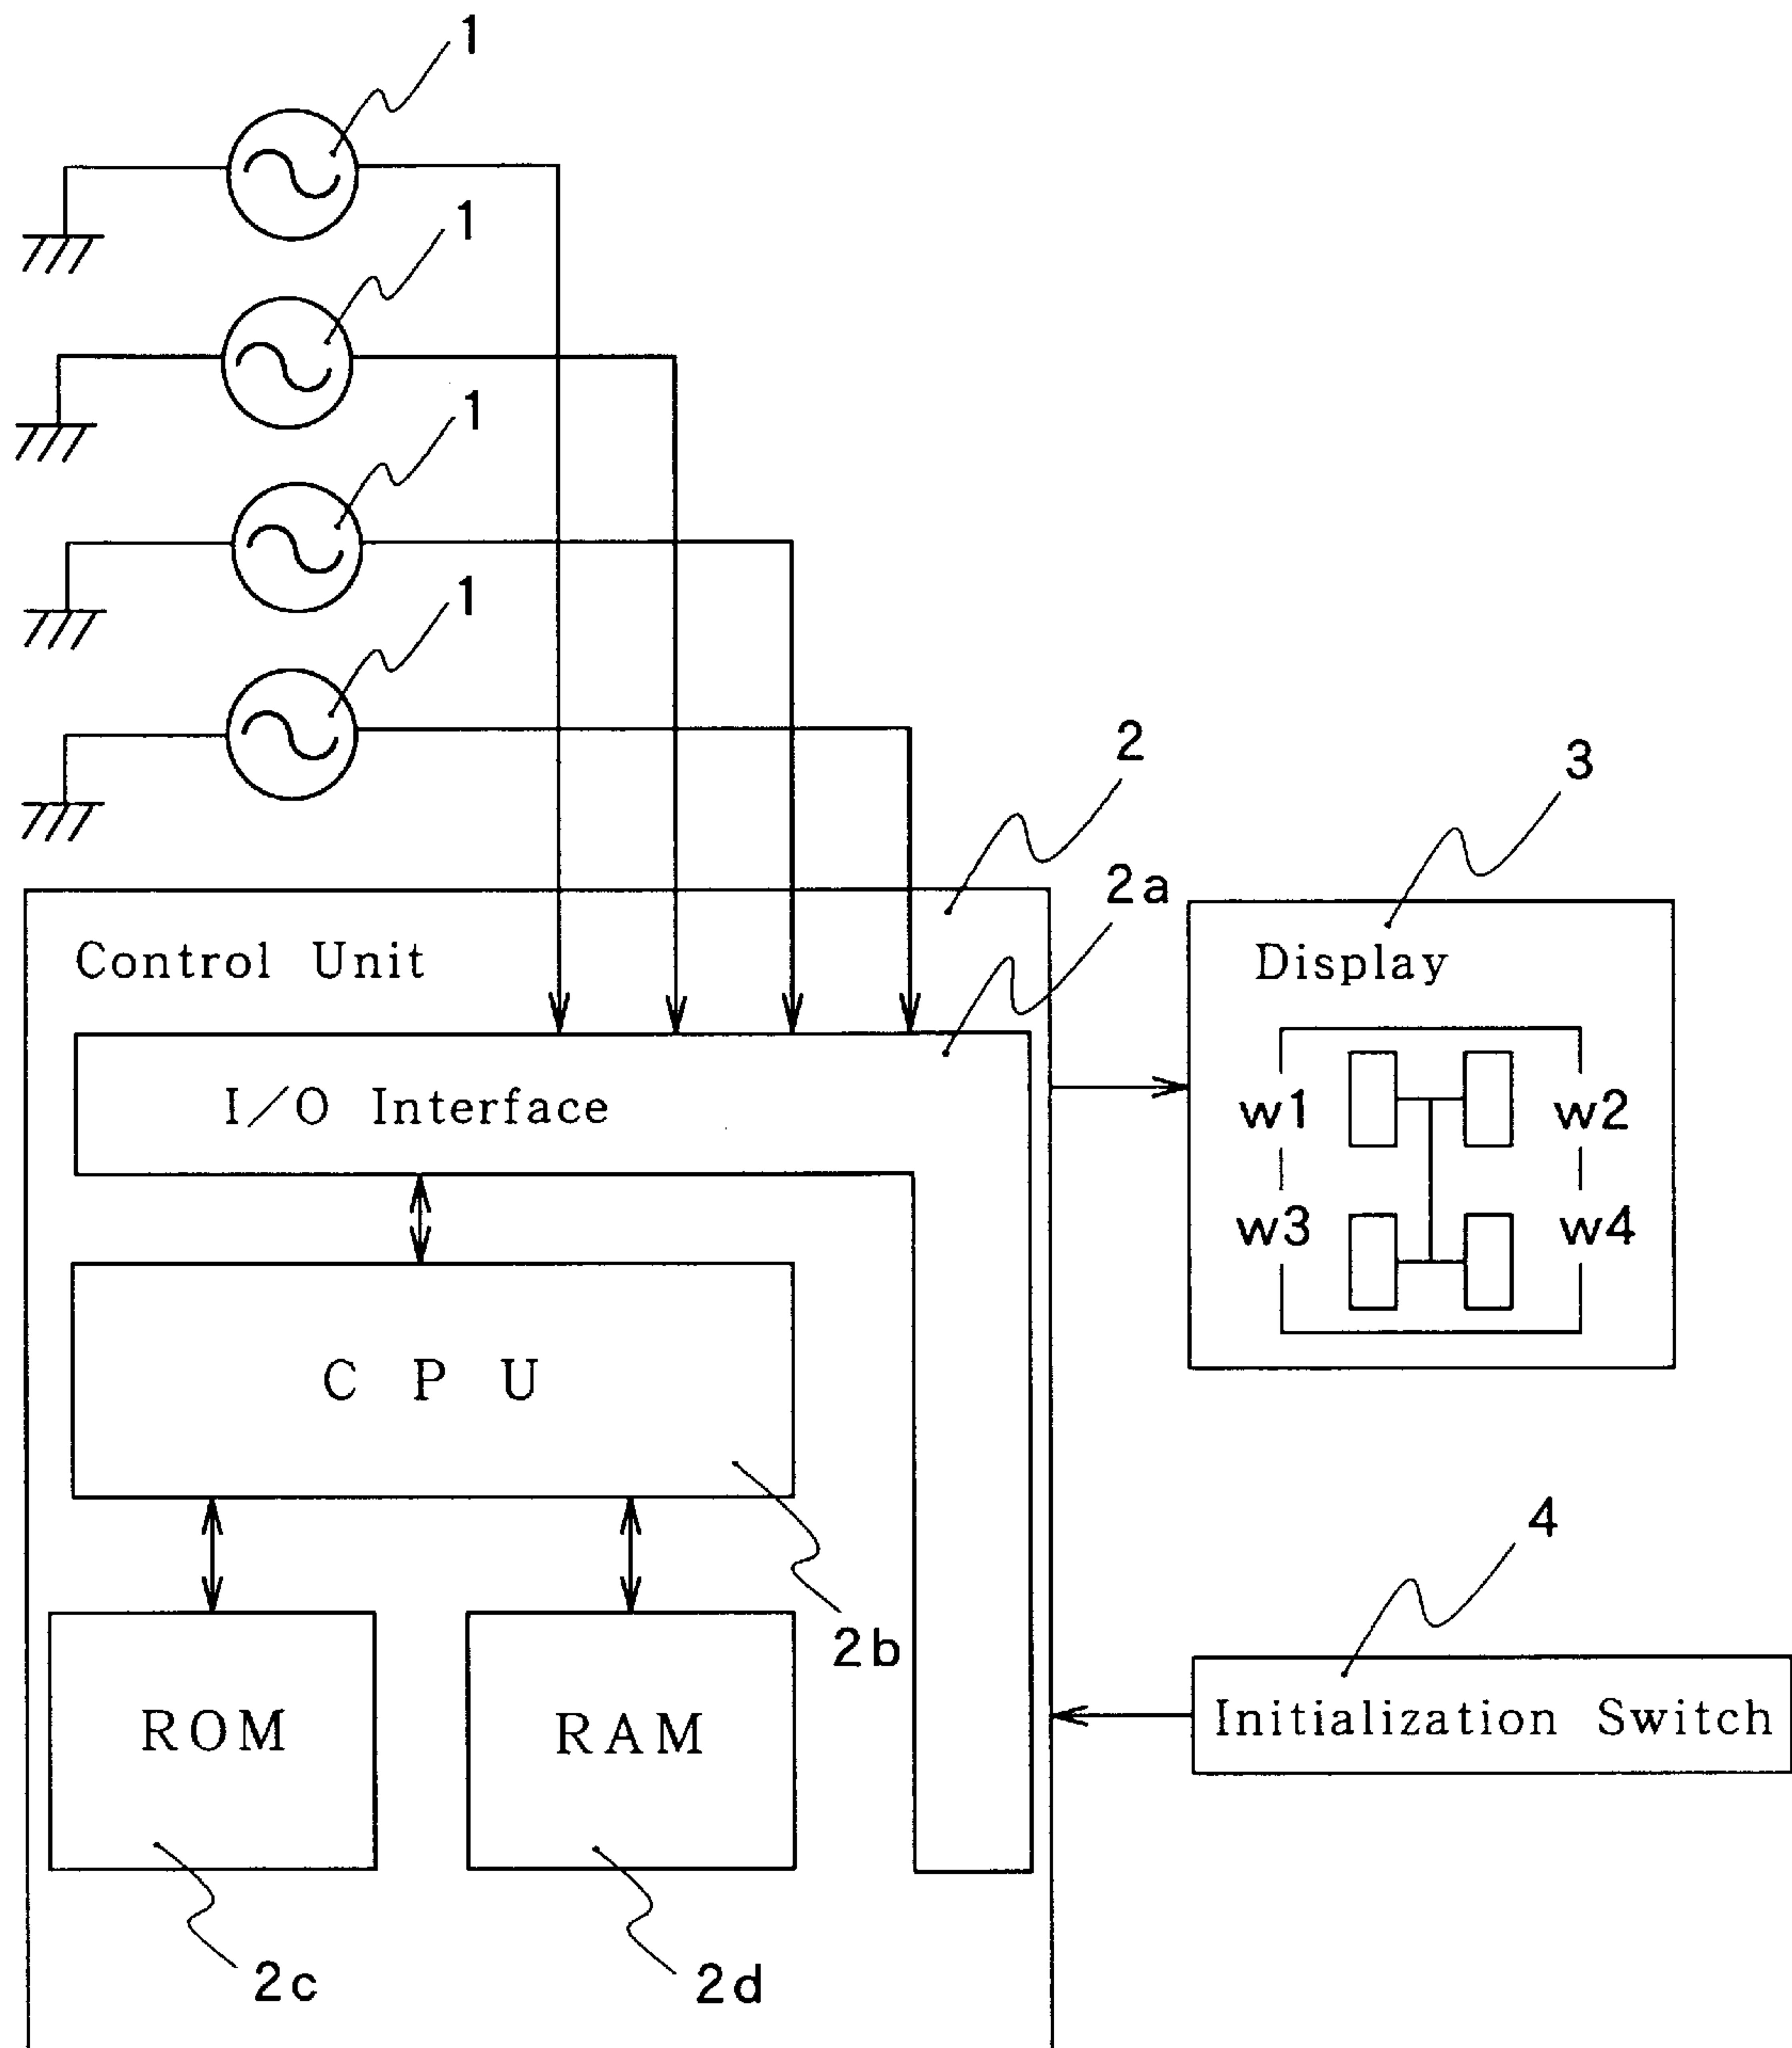 1
1
1
1
2
3
2a
Control Unit
Display
I/O Interface
w1
w2
w3
w4
CPU
4
2b
ROM
RAM
Initialization Switch
2c
2d